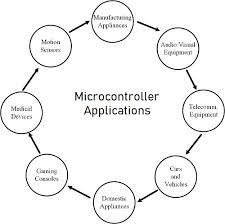 Manufacturing
Appliances
Audio Visual
Equipment
Telecomm.
Equipment
Cars
and
Vehicles
Domestic
Appliances
Gaming
Consoles
Medical
Devices
Motion
Sensors
Microcontroller
Applications